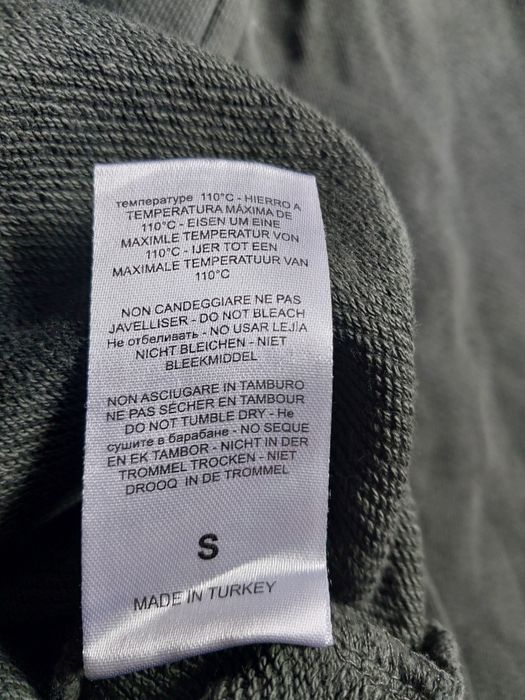 температуре 110°C - HIERRO A
TEMPERATURA MÁXIMA DE
110°C - EISEN UM EINE
MAXIMLE TEMPERATUR VON
110°C - IJER TOT EEN
MAXIMALE TEMPERATUUR VAN
110°C
NON CANDEGGIARE NE PAS
JAVELLISER - DO NOT BLEACH
Не отбеливать - NO USAR LEJÍA
NICHT BLEICHEN - NIET
BLEEKMIDDEL
NON ASCIUGARE IN TAMBURO
NE PAS SÉCHER EN TAMBOUR
DO NOT TUMBLE DRY - Не
сушите в барабане - NO SEQUE
EN EK TAMBOR - NICHT IN DER
TROMMEL TROCKEN - NIET
DROOQ IN DE TROMMEL
S
MADE IN TURKEY